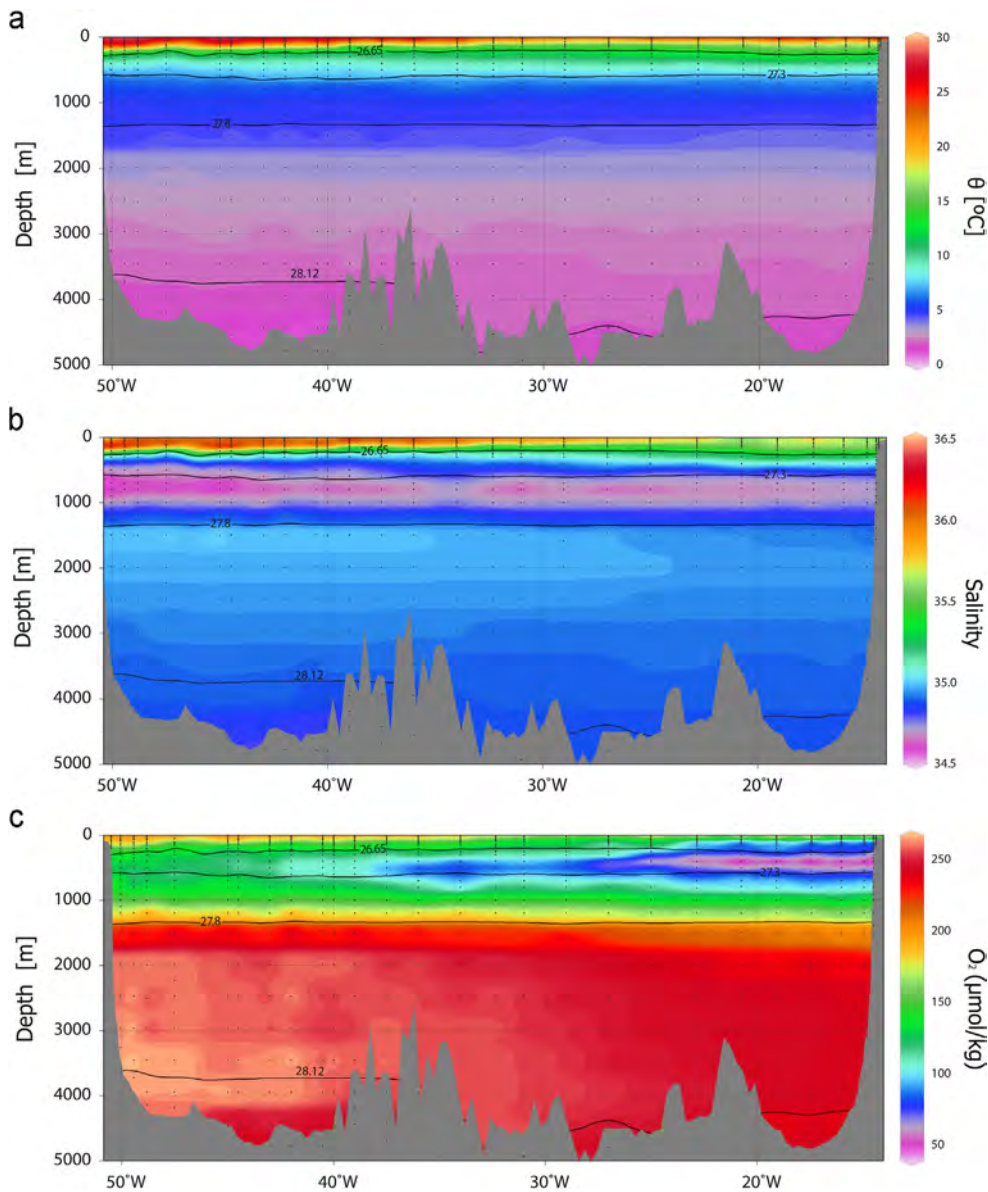 a
0
1000
2000
3000
4000
5000
Depth [m]
26.65
27.3
27.8
28.12
50°W
40°W
30°W
20°W
30
25
20
15
10
5
0
θ [ºC]
b
0
1000
2000
3000
4000
5000
Depth [m]
26.65
27.3
27.8
28.12
50°W
40°W
30°W
20°W
36.5
36.0
35.5
35.0
34.5
Salinity
c
0
1000
2000
3000
4000
5000
Depth [m]
26.65
27.3
27.8
28.12
50°W
40°W
30°W
20°W
250
200
150
100
50
O₂ (μmol/kg)